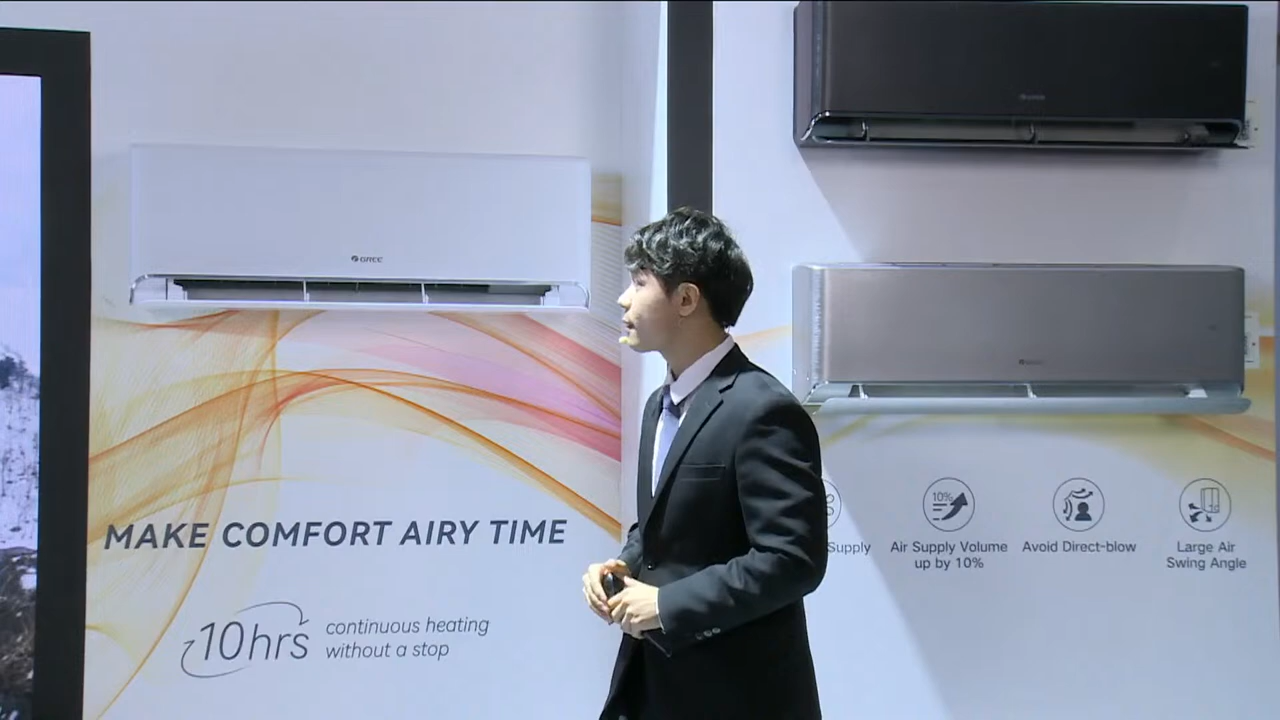 GREE
MAKE COMFORT AIRY TIME
10hrs
continuous heating
without a stop
Supply
10%
Air Supply Volume
up by 10%
Avoid Direct-blow
Large Air
Swing Angle